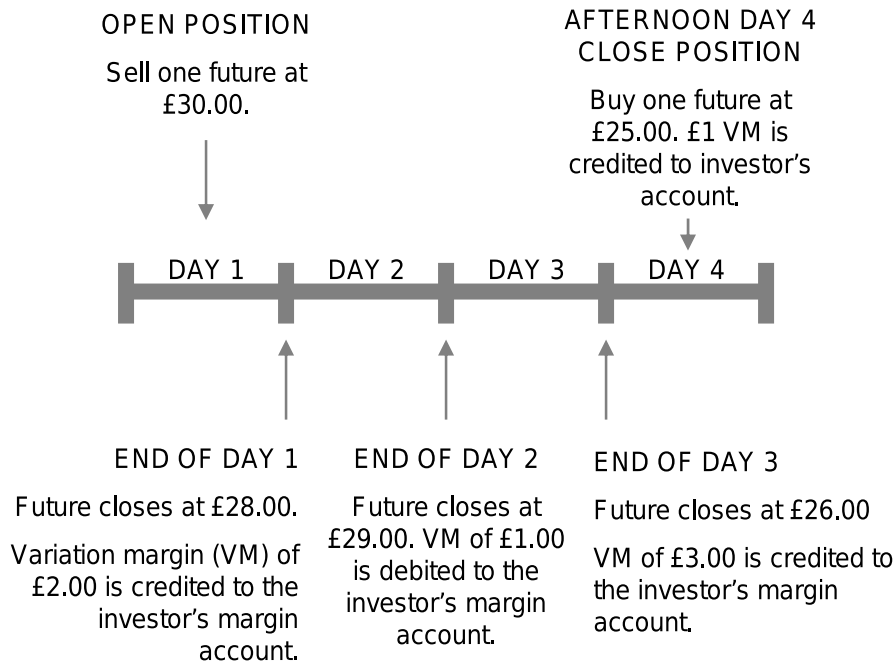 OPEN POSITION
Sell one future at
£30.00.
AFTERNOON DAY 4
CLOSE POSITION
Buy one future at
£25.00. £1 VM is
credited to investor's
account.
DAY 1
DAY 2
DAY 3
DAY 4
END OF DAY 1
Future closes at £28.00.
Variation margin (VM) of
£2.00 is credited to the
investor's margin
account.
END OF DAY 2
Future closes at
£29.00. VM of £1.00
is debited to the
investor's margin
account.
END OF DAY 3
Future closes at £26.00
VM of £3.00 is credited to
the investor's margin
account.